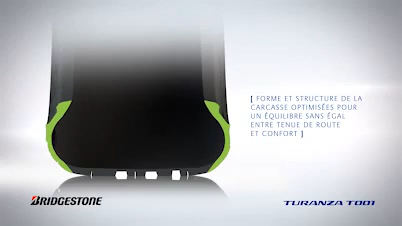 [ FORME ET STRUCTURE DE LA
CARCASSE OPTIMISÉES POUR
UN ÉQUILIBRE SANS ÉGAL
ENTRE TENUE DE ROUTE
ET CONFORT ]
BRIDGESTONE
TURANZA T001